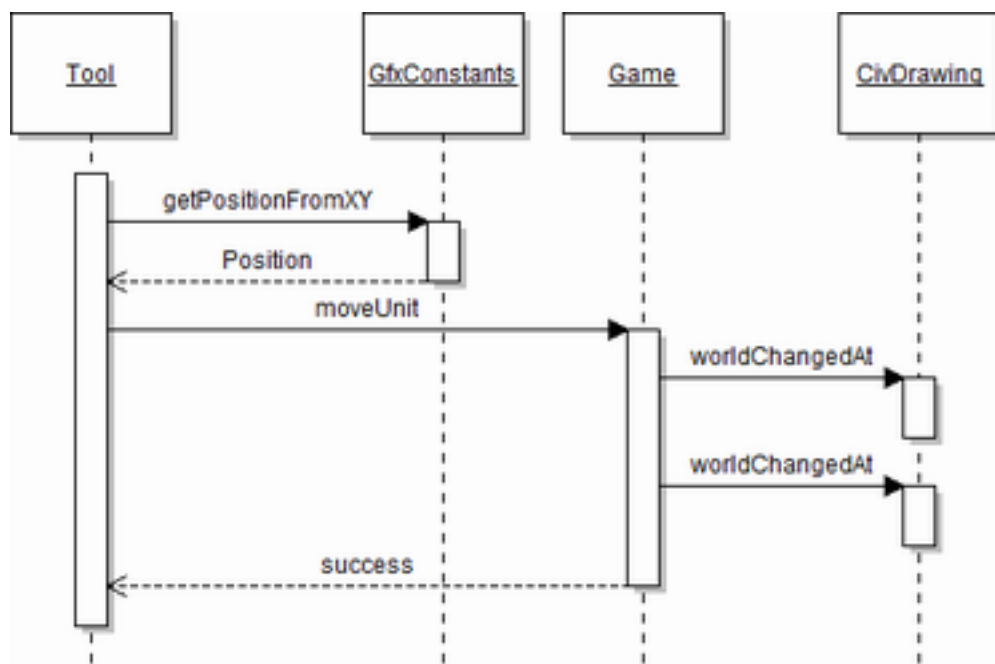 Tool
GfxConstants
Game
CivDrawing
getPositionFromXY
Position
moveUnit
worldChangedAt
worldChangedAt
success